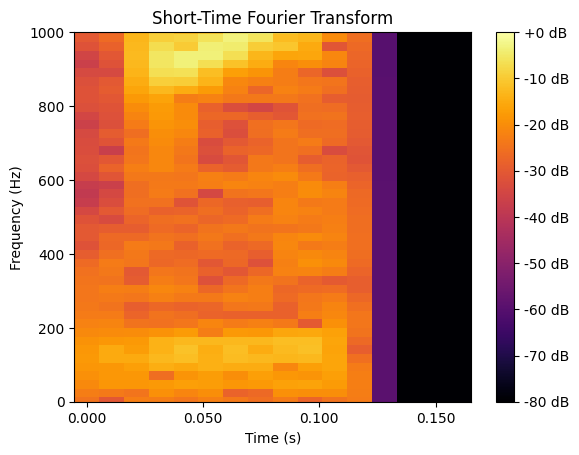 Short-Time Fourier Transform
1000
800
600
400
200
0
Frequency (Hz)
0.000
0.050
0.100
0.150
Time (s)
+0 dB
-10 dB
-20 dB
-30 dB
-40 dB
-50 dB
-60 dB
-70 dB
-80 dB